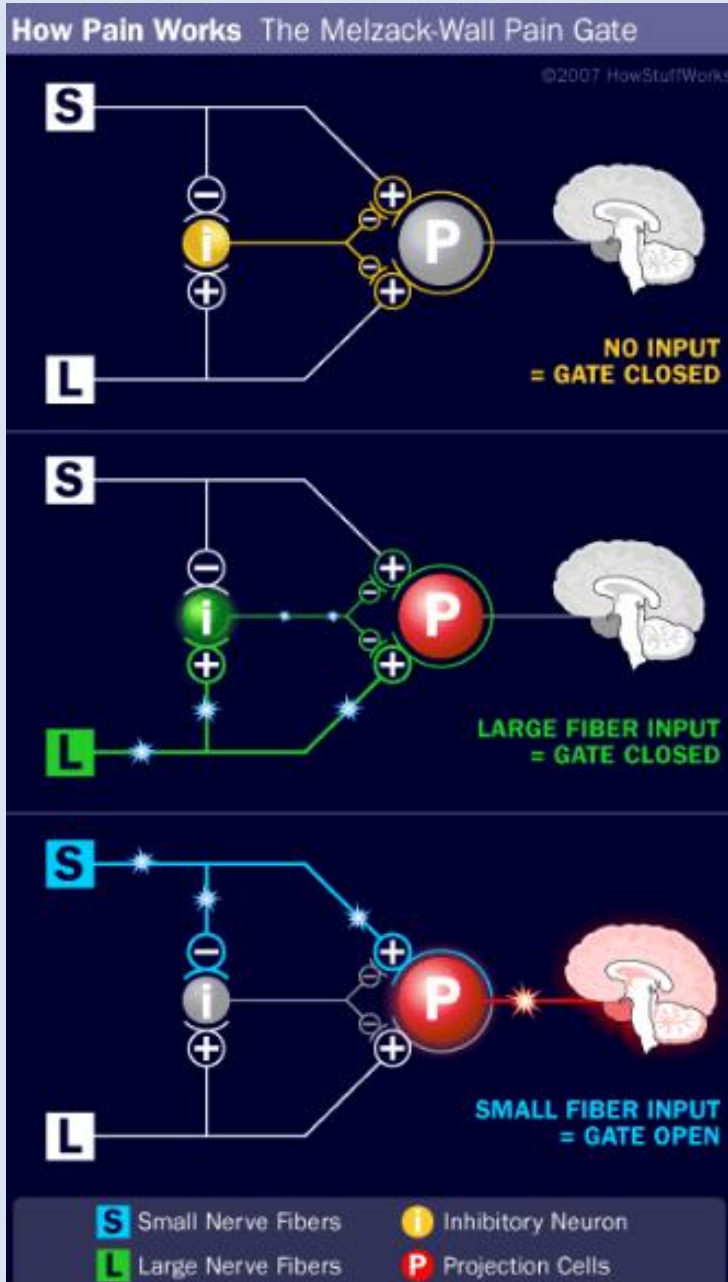 How Pain Works The Melzack-Wall Pain Gate
©2007 HowStuffWorks
S
−
+
−
i
P
−
+
+
L
NO INPUT
= GATE CLOSED
S
−
+
−
i
P
−
+
+
L
LARGE FIBER INPUT
= GATE CLOSED
S
−
+
−
i
P
−
+
+
L
SMALL FIBER INPUT
= GATE OPEN
S Small Nerve Fibers
i Inhibitory Neuron
L Large Nerve Fibers
P Projection Cells